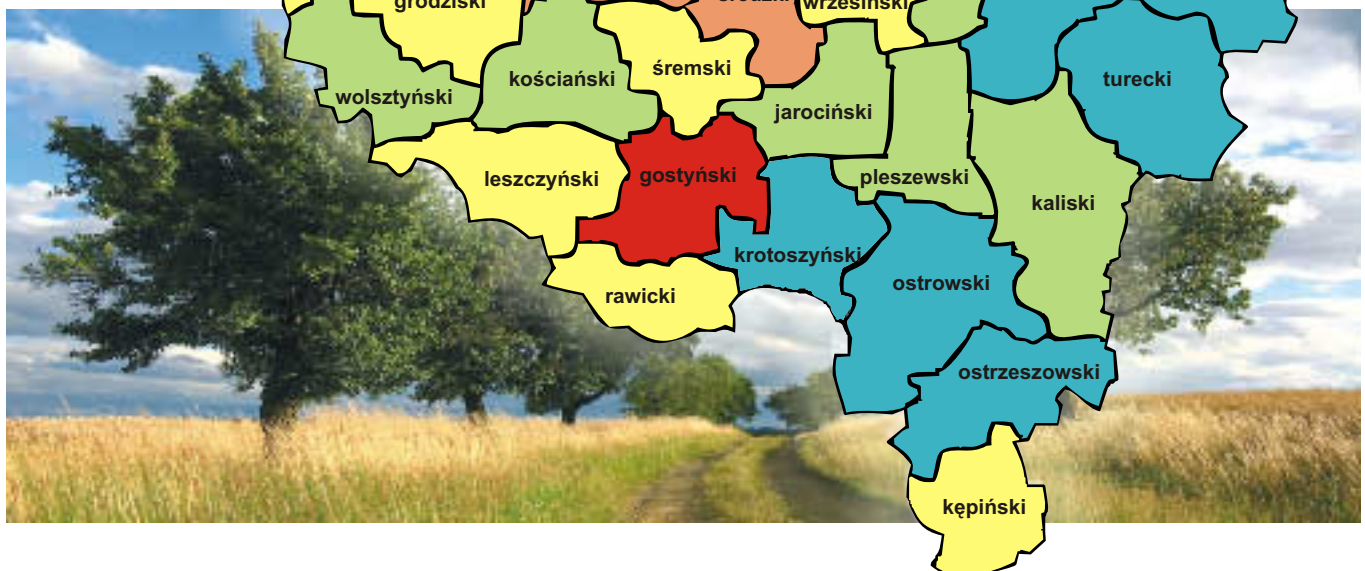 grodziski
wrzesiński
śremski
kościański
turecki
wolsztyński
jarociński
leszczyński
gostyński
pleszewski
kaliski
krotoszyński
ostrowski
rawicki
ostrzeszowski
kępiński